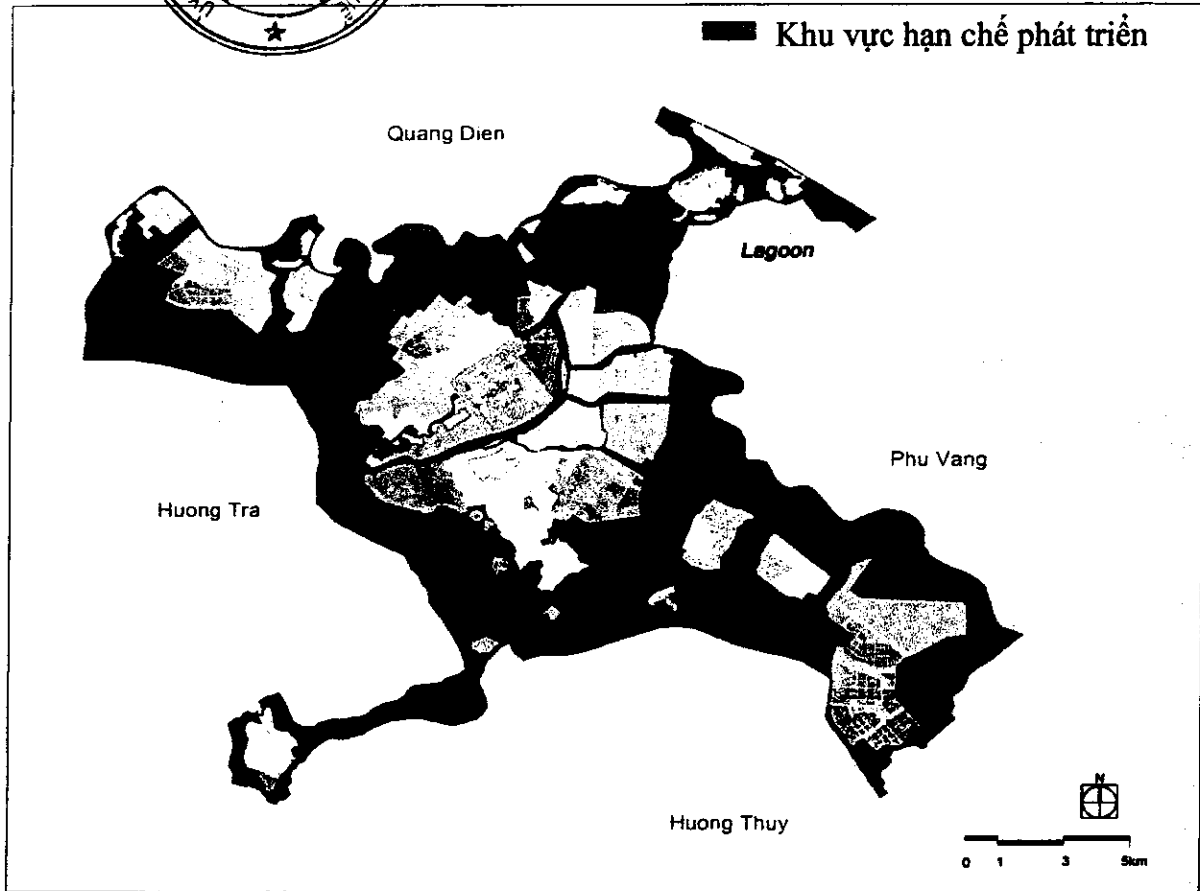 Khu vực hạn chế phát triển
Quang Dien
Lagoon
Phu Vang
Huong Tra
N
Huong Thuy
0 1 3 5km